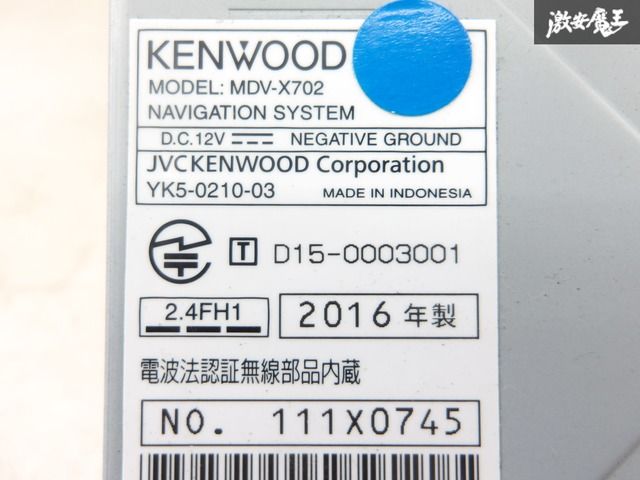 激安魔王
KENWOOD
MODEL: MDV-X702
NAVIGATION SYSTEM
D.C.12V NEGATIVE GROUND
JVCKENWOOD Corporation
YK5-0210-03 MADE IN INDONESIA
T D15-0003001
2.4FH1 2016 年製
電波法認証無線部品内蔵
NO. 111X0745